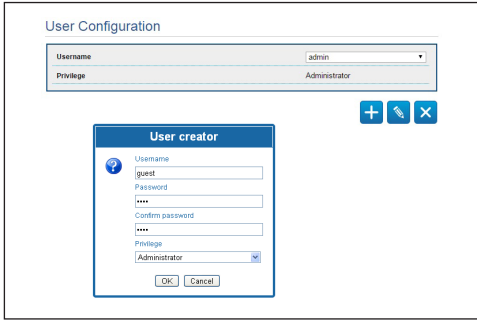 User Configuration
Username admin
Privilege Administrator
User creator
Username
guest
Password
••••
Confirm password
••••
Privilege
Administrator
OK Cancel